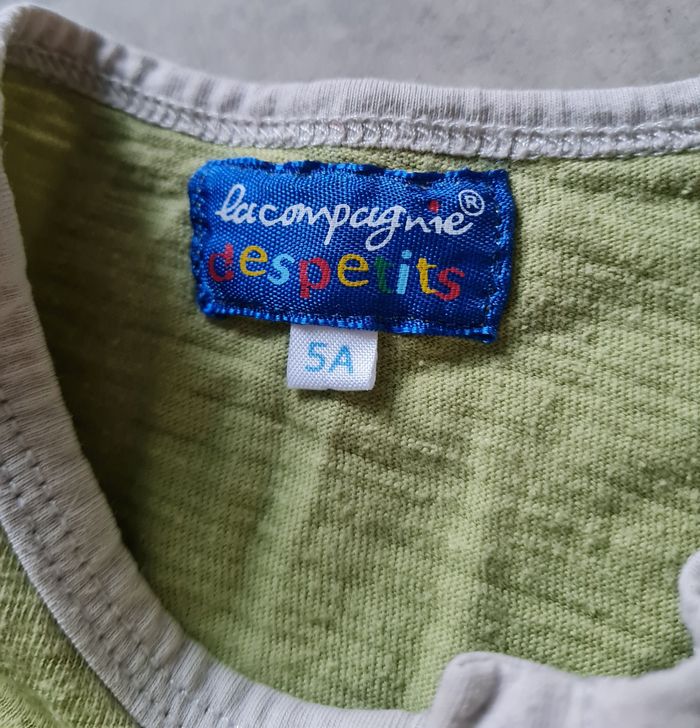 lacompagnie®
despetits
5A